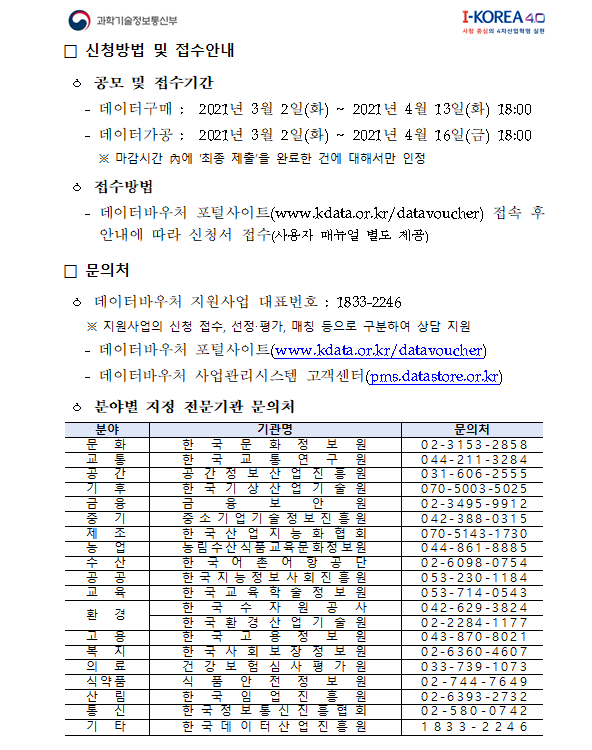 과학기술정보통신부
I-KOREA 4.0
사람 중심의 4차산업혁명 실현
□ 신청방법 및 접수안내
ㅇ 공모 및 접수기간
- 데이터구매 : 2021년 3월 2일(화) ~ 2021년 4월 13일(화) 18:00
- 데이터가공 : 2021년 3월 2일(화) ~ 2021년 4월 16일(금) 18:00
※ 마감시간 內에 '최종 제출'을 완료한 건에 대해서만 인정
ㅇ 접수방법
- 데이터바우처 포털사이트(www.kdata.or.kr/datavoucher) 접속 후
안내에 따라 신청서 접수(사용자 매뉴얼 별도 제공)
□ 문의처
ㅇ 데이터바우처 지원사업 대표번호 : 1833-2246
※ 지원사업의 신청 접수, 선정·평가, 매칭 등으로 구분하여 상담 지원
- 데이터바우처 포털사이트(www.kdata.or.kr/datavoucher)
- 데이터바우처 사업관리시스템 고객센터(pms.datastore.or.kr)
ㅇ 분야별 지정 전문기관 문의처
분야 기관명 문의처
문 화 한국문화정보원 02-3153-2858
교 통 한국교통연구원 044-211-3284
공 간 공간정보산업진흥원 031-606-2555
기 후 한국기상산업기술원 070-5003-5025
금 융 금융보안원 02-3495-9912
중 기 중소기업기술정보진흥원 042-388-0315
제 조 한국산업지능화협회 070-5143-1730
농 업 농림수산식품교육문화정보원 044-861-8885
수 산 한국어촌어항공단 02-6098-0754
공 공 한국지능정보사회진흥원 053-230-1184
교 육 한국교육학술정보원 053-714-0543
환 경 한국수자원공사 042-629-3824
한국환경산업기술원 02-2284-1177
고 용 한국고용정보원 043-870-8021
복 지 한국사회보장정보원 02-6360-4607
의 료 건강보험심사평가원 033-739-1073
식약품 식품안전정보원 02-744-7649
산 림 한국임업진흥원 02-6393-2732
통 신 한국정보통신진흥협회 02-580-0742
기 타 한국데이터산업진흥원 1833-2246